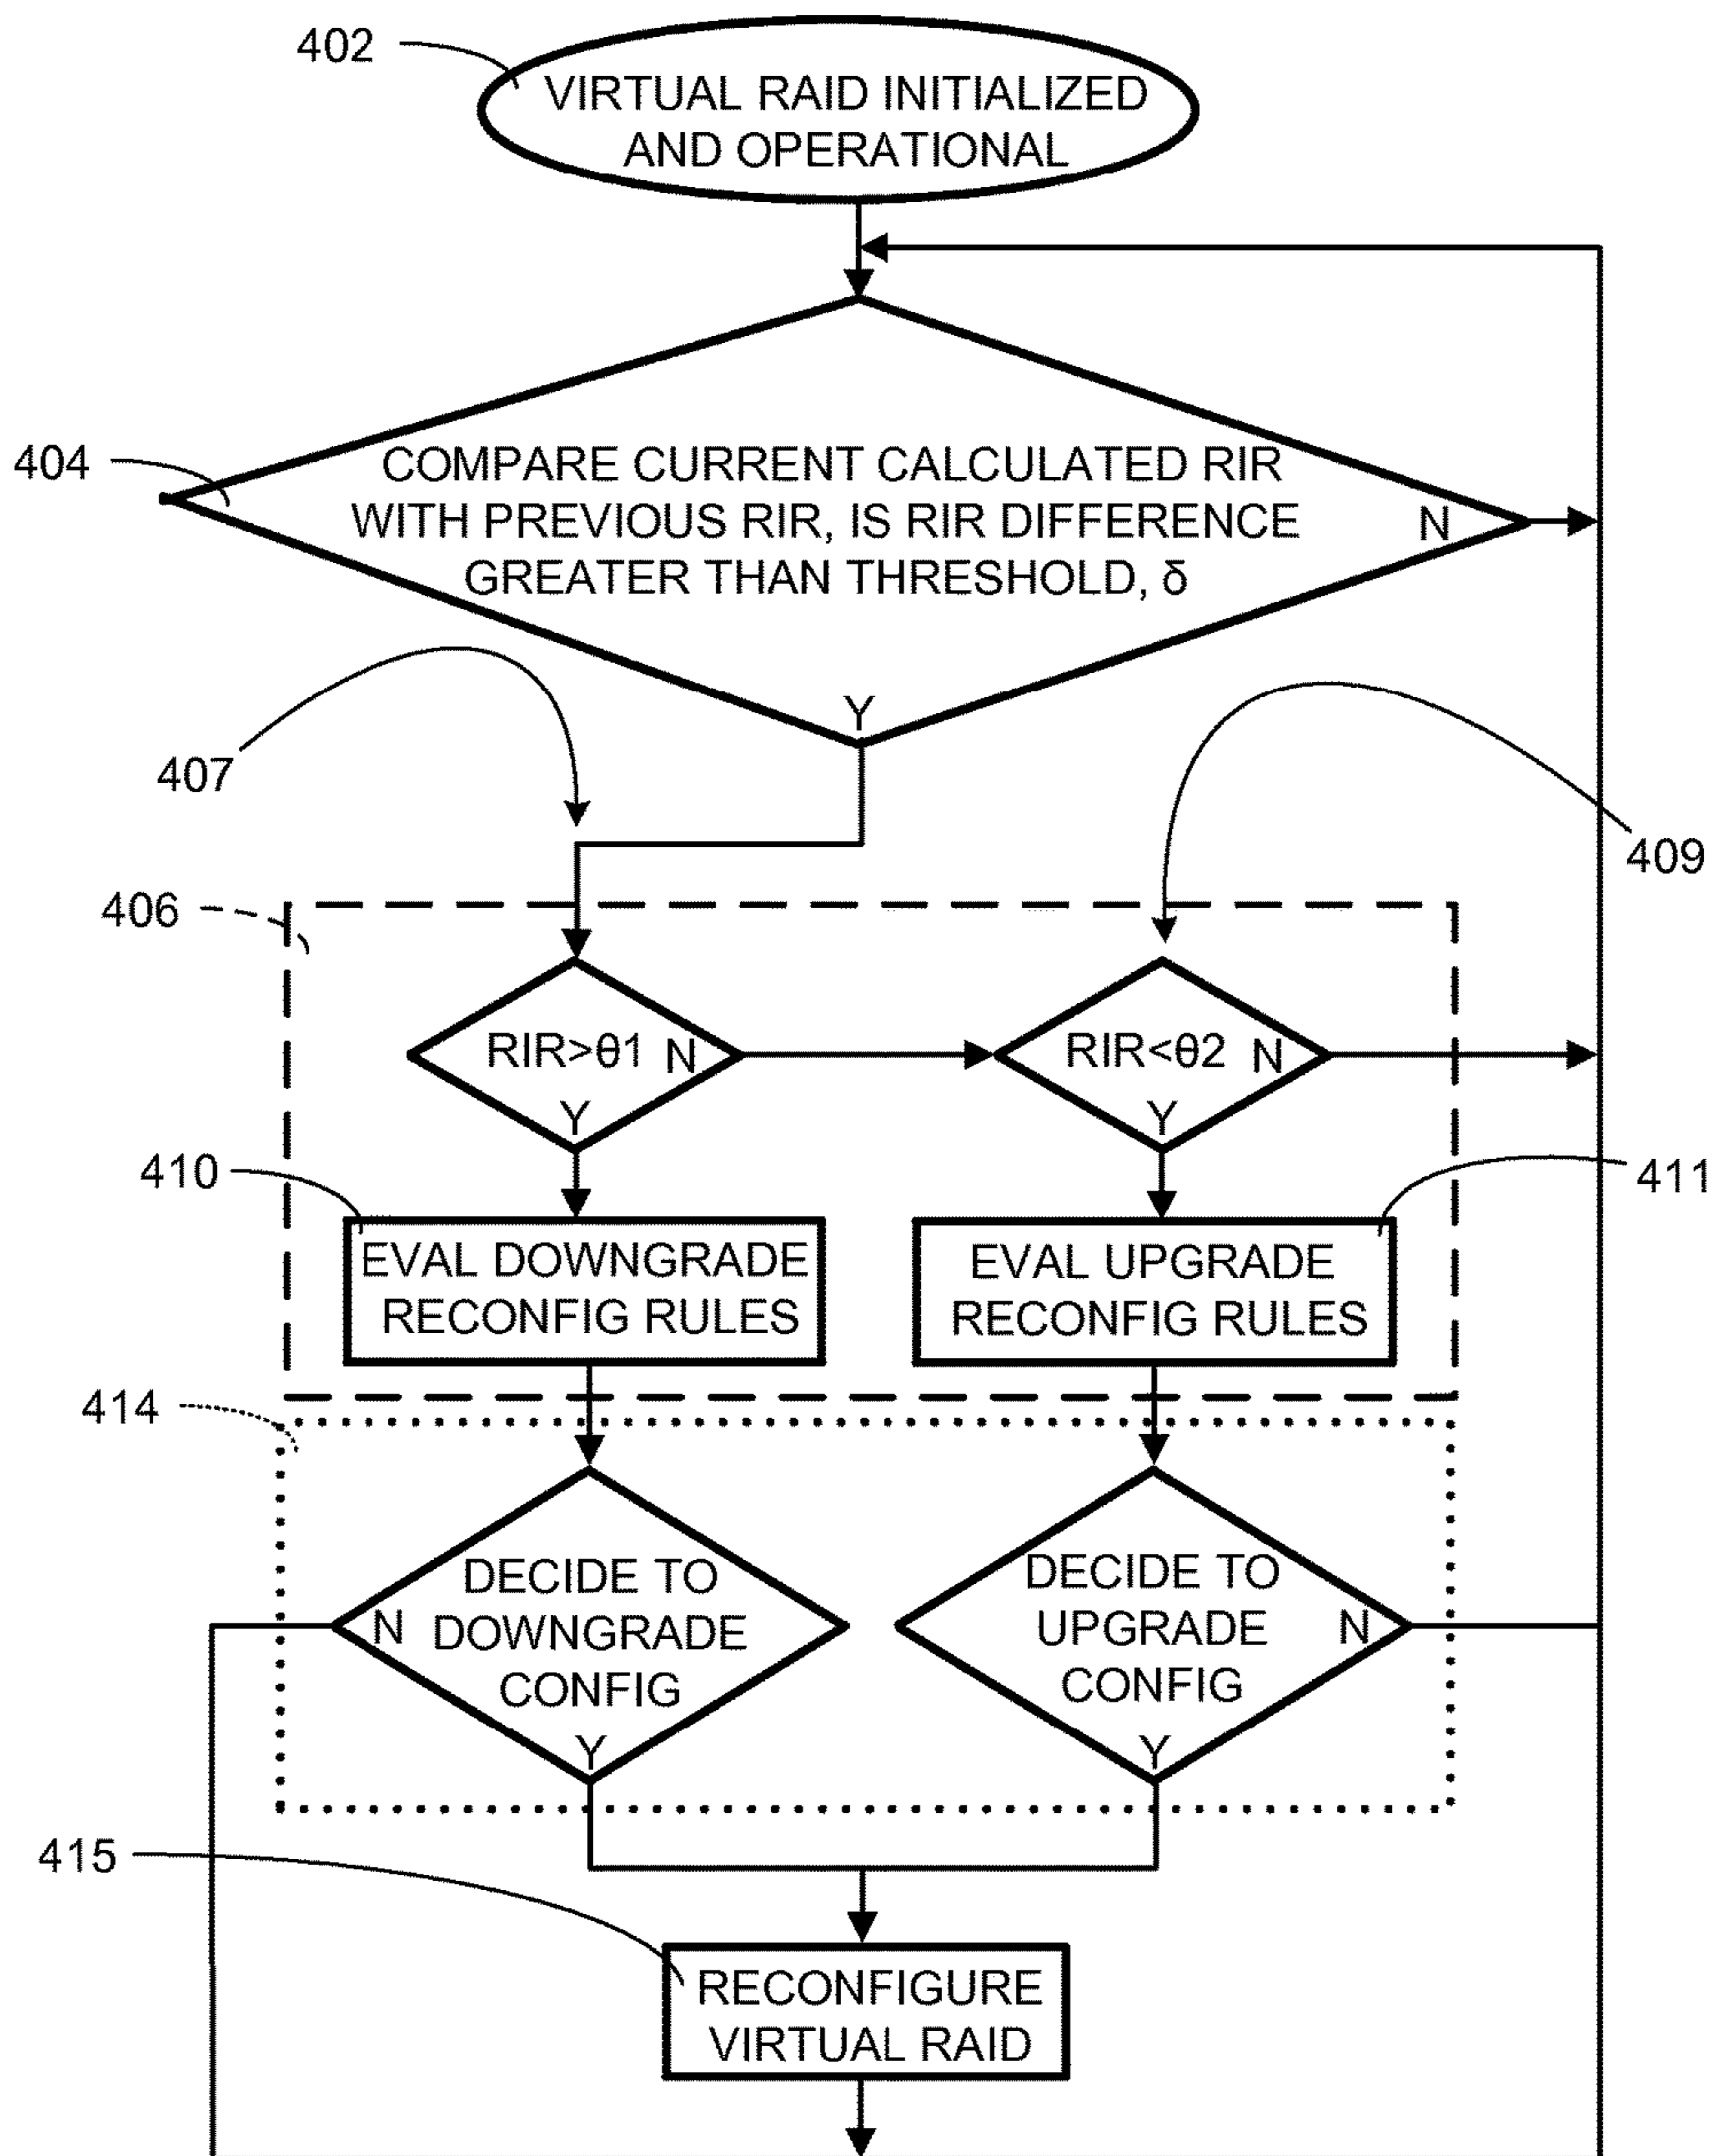 402
VIRTUAL RAID INITIALIZED
AND OPERATIONAL
404
COMPARE CURRENT CALCULATED RIR
WITH PREVIOUS RIR, IS RIR DIFFERENCE
GREATER THAN THRESHOLD, δ
N
Y
407
409
406
RIR>θ1 N
Y
RIR<θ2 N
Y
410
411
EVAL DOWNGRADE
RECONFIG RULES
EVAL UPGRADE
RECONFIG RULES
414
DECIDE TO
N DOWNGRADE
CONFIG
Y
DECIDE TO
UPGRADE N
CONFIG
Y
415
RECONFIGURE
VIRTUAL RAID